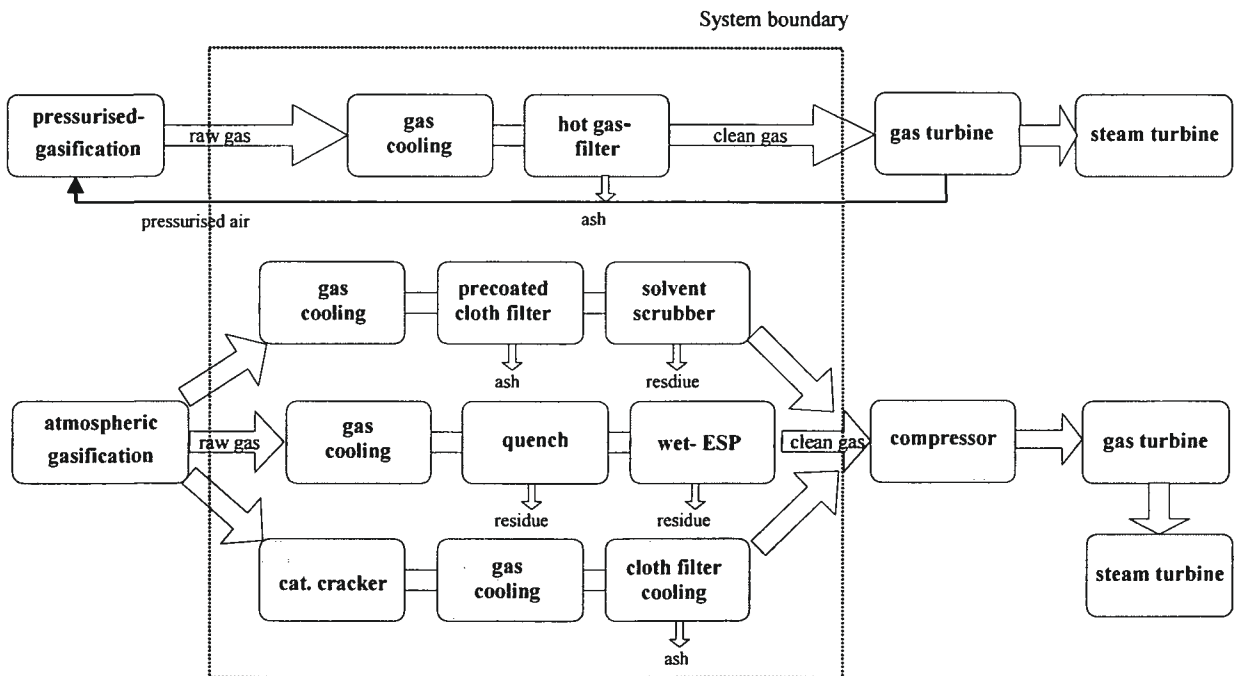 System boundary
pressurised-
gasification
raw gas
gas
cooling
hot gas-
filter
clean gas
gas turbine
steam turbine
pressurised air
ash
gas
cooling
precoated
cloth filter
solvent
scrubber
ash
resdiue
atmospheric
gasification
raw gas
gas
cooling
quench
wet- ESP
clean gas
compressor
gas turbine
residue
residue
cat. cracker
gas
cooling
cloth filter
cooling
steam turbine
ash